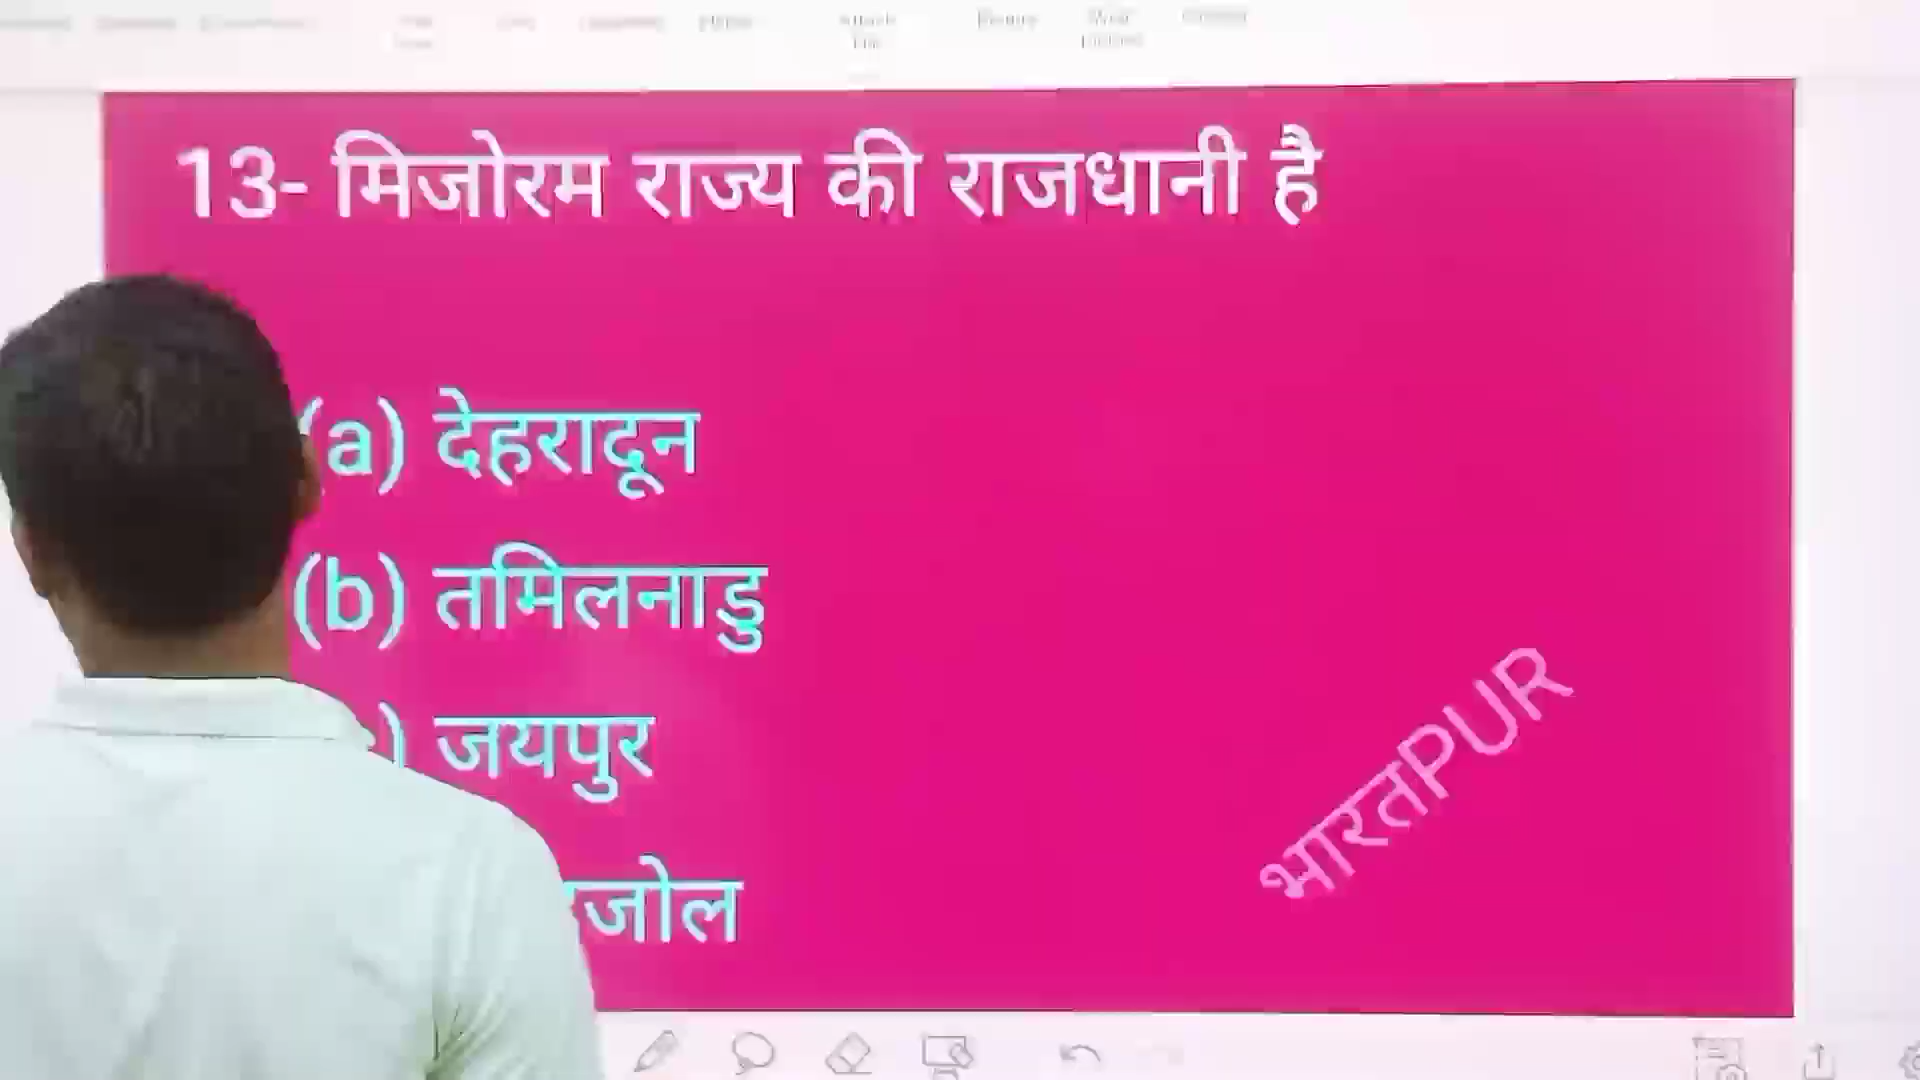 13- मिजोरम राज्य की राजधानी है
(a) देहरादून
(b) तमिलनाडु
) जयपुर
जोल
भारतPUR